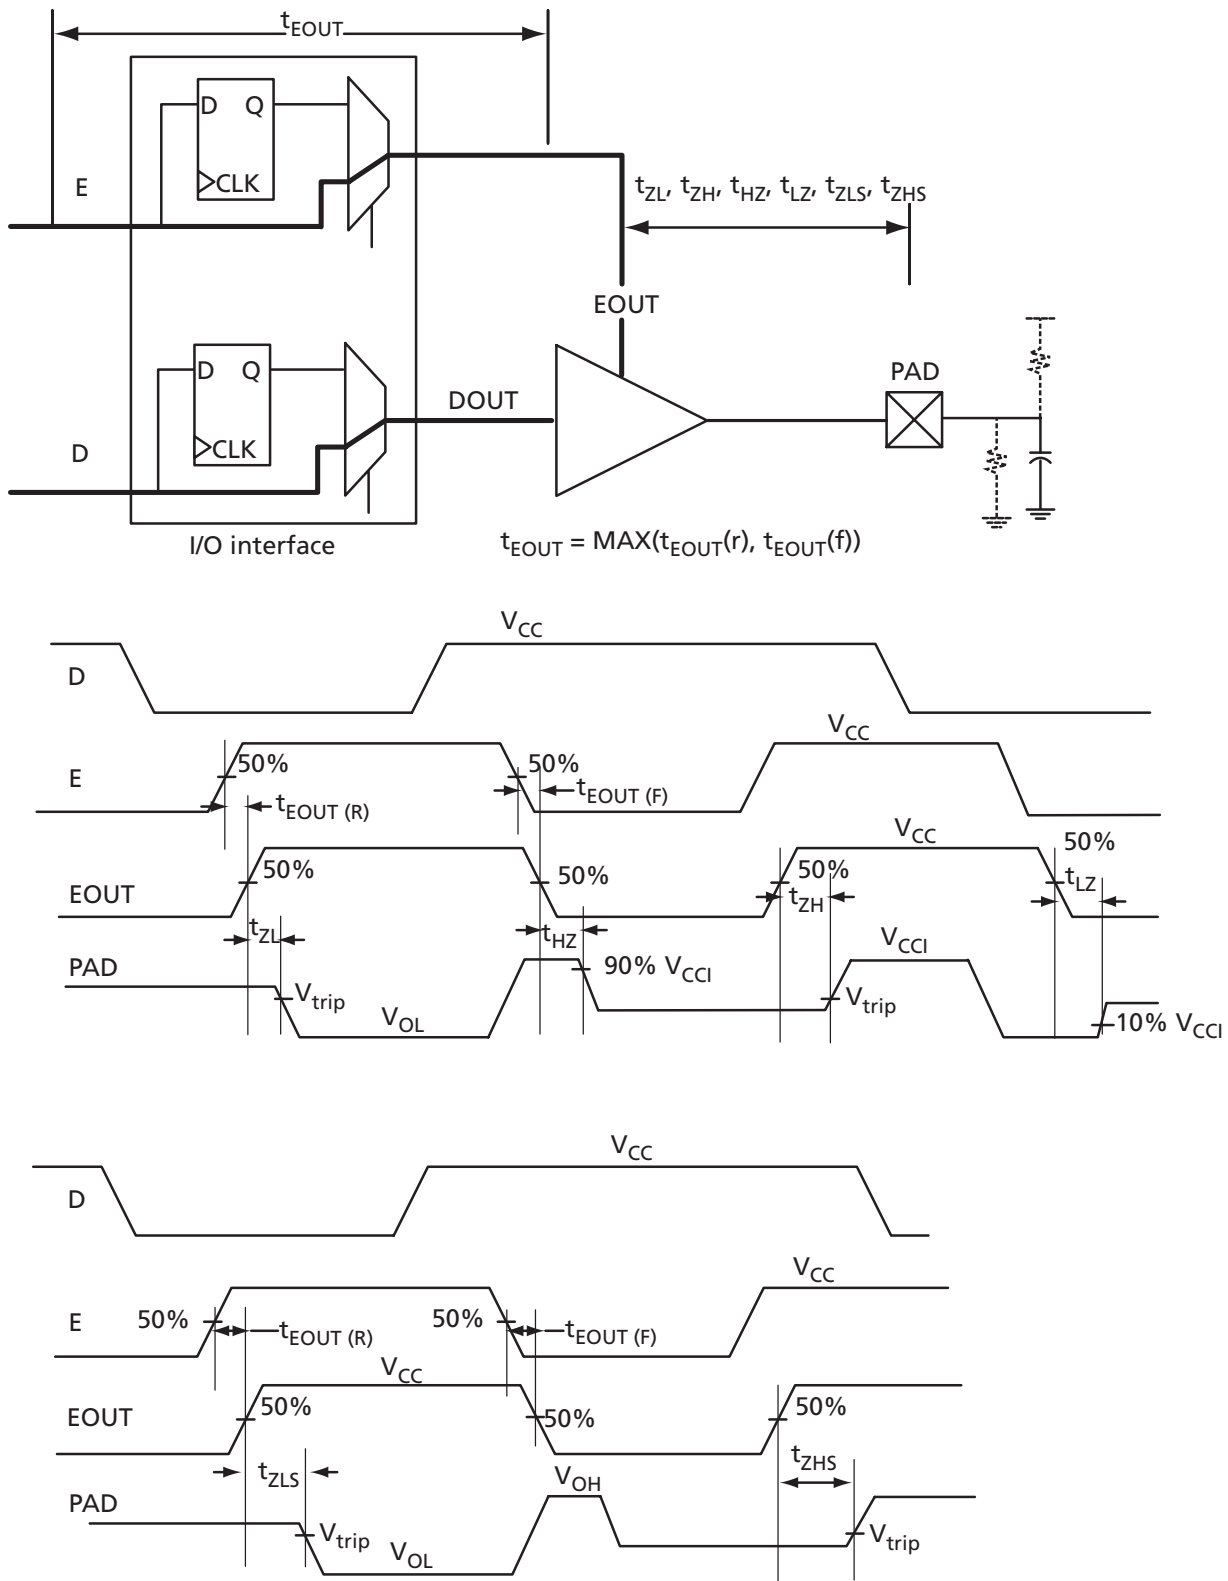 tEOUT
D Q
CLK
E
tZL, tZH, tHZ, tLZ, tZLS, tZHS
EOUT
D Q
CLK
DOUT
PAD
D
I/O interface
tEOUT = MAX(tEOUT(r), tEOUT(f))
VCC
D
VCC
E
50%
50%
tEOUT (R)
tEOUT (F)
VCC
50%
EOUT
50%
50%
50%
tZL
tHZ
tZH
tLZ
PAD
VCCI
90% VCCI
Vtrip
Vtrip
VOL
10% VCCI
VCC
D
VCC
E
50%
50%
tEOUT (R)
tEOUT (F)
VCC
EOUT
50%
50%
50%
tZLS
tZHS
PAD
VOH
Vtrip
Vtrip
VOL